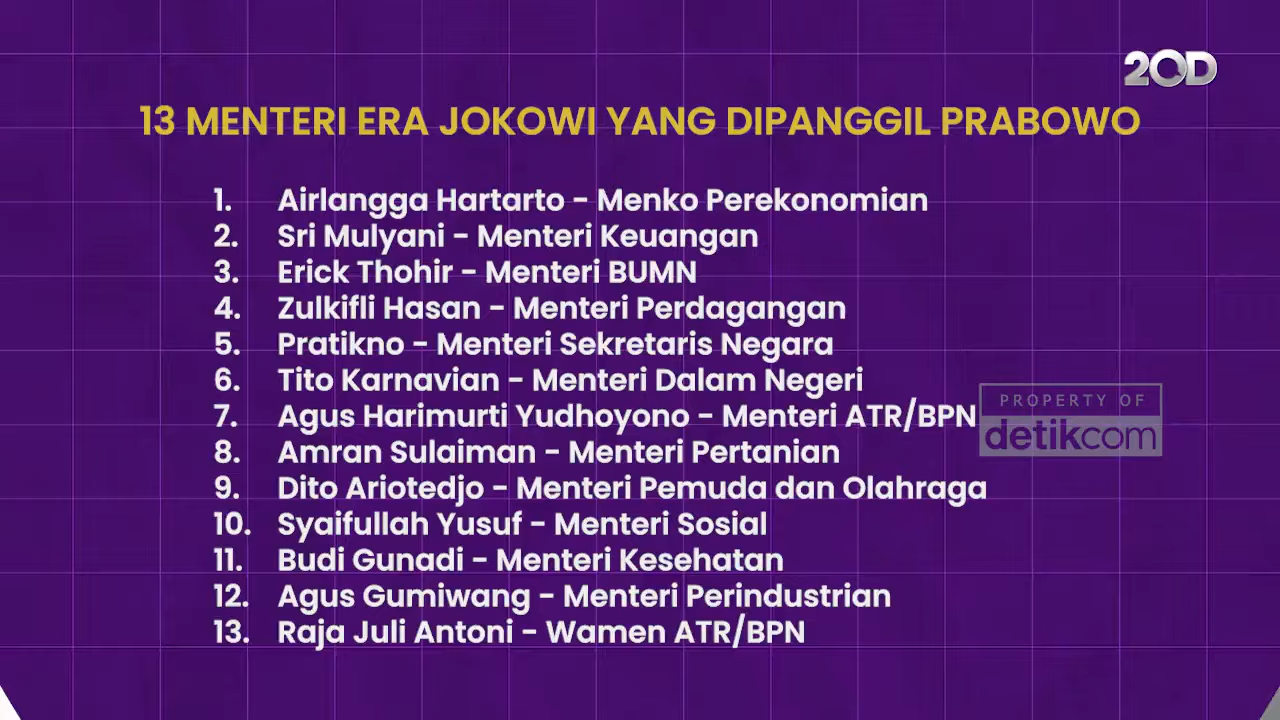 20D
13 MENTERI ERA JOKOWI YANG DIPANGGIL PRABOWO
1. Airlangga Hartarto - Menko Perekonomian
2. Sri Mulyani - Menteri Keuangan
3. Erick Thohir - Menteri BUMN
4. Zulkifli Hasan - Menteri Perdagangan
5. Pratikno - Menteri Sekretaris Negara
6. Tito Karnavian - Menteri Dalam Negeri
7. Agus Harimurti Yudhoyono - Menteri ATR/BPN
8. Amran Sulaiman - Menteri Pertanian
9. Dito Ariotedjo - Menteri Pemuda dan Olahraga
10. Syaifullah Yusuf - Menteri Sosial
11. Budi Gunadi - Menteri Kesehatan
12. Agus Gumiwang - Menteri Perindustrian
13. Raja Juli Antoni - Wamen ATR/BPN
PROPERTY OF
detikcom